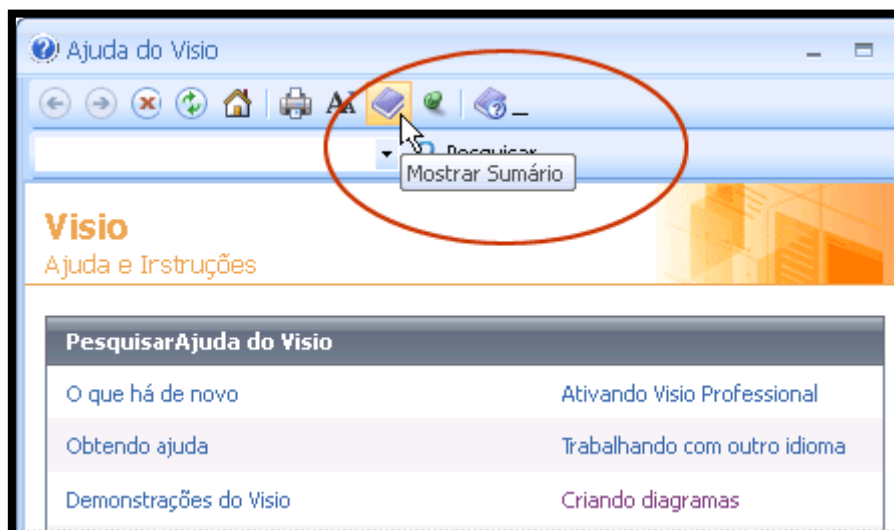 Ajuda do Visio
Pesquisar
Mostrar Sumário
Visio
Ajuda e Instruções
PesquisarAjuda do Visio
O que há de novo
Ativando Visio Professional
Obtendo ajuda
Trabalhando com outro idioma
Demonstrações do Visio
Criando diagramas